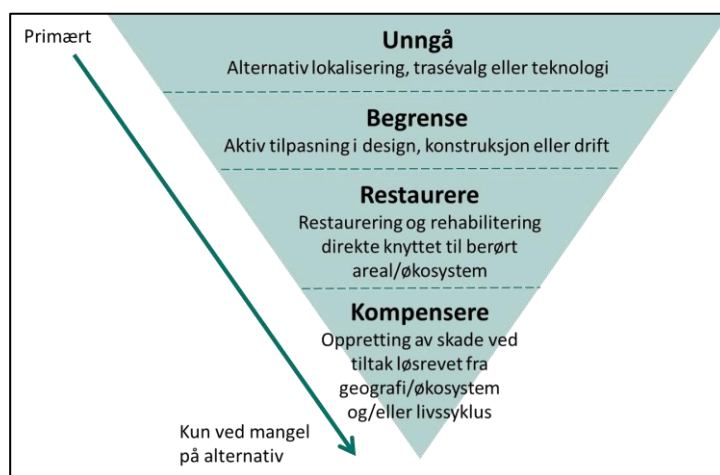 Primært
Unngå
Alternativ lokalisering, trasévalg eller teknologi
Begrense
Aktiv tilpasning i design, konstruksjon eller drift
Restaurere
Restaurering og rehabilitering
direkte knyttet til berørt
areal/økosystem
Kompensere
Oppretting av skade ved
tiltak løsrevet fra
geografi/økosystem
og/eller livssyklus
Kun ved mangel
på alternativ